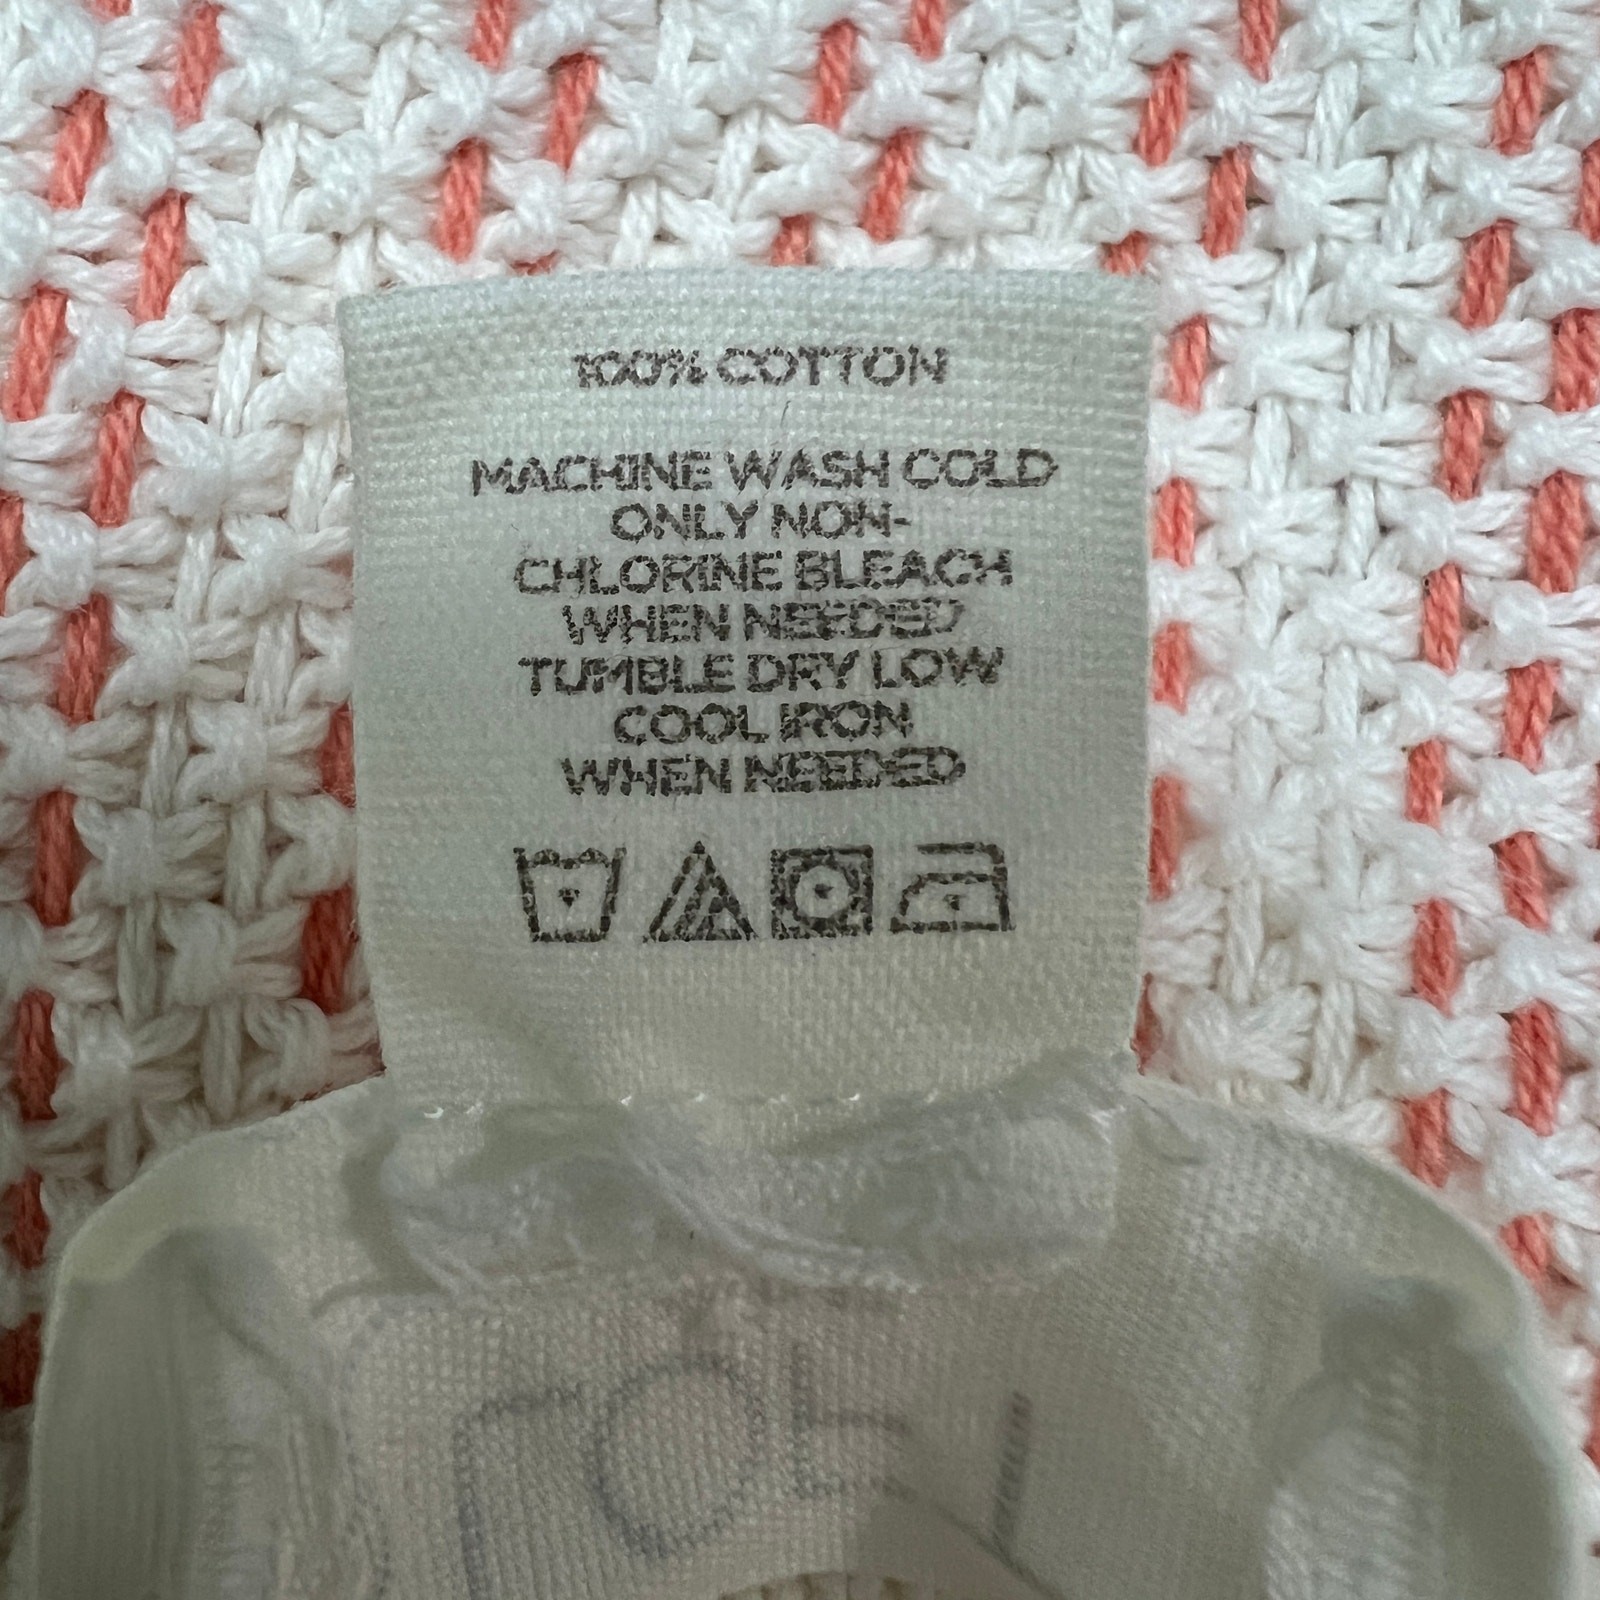 100% COTTON
MACHINE WASH COLD
ONLY NON-
CHLORINE BLEACH
WHEN NEEDED
TUMBLE DRY LOW
COOL IRON
WHEN NEEDED